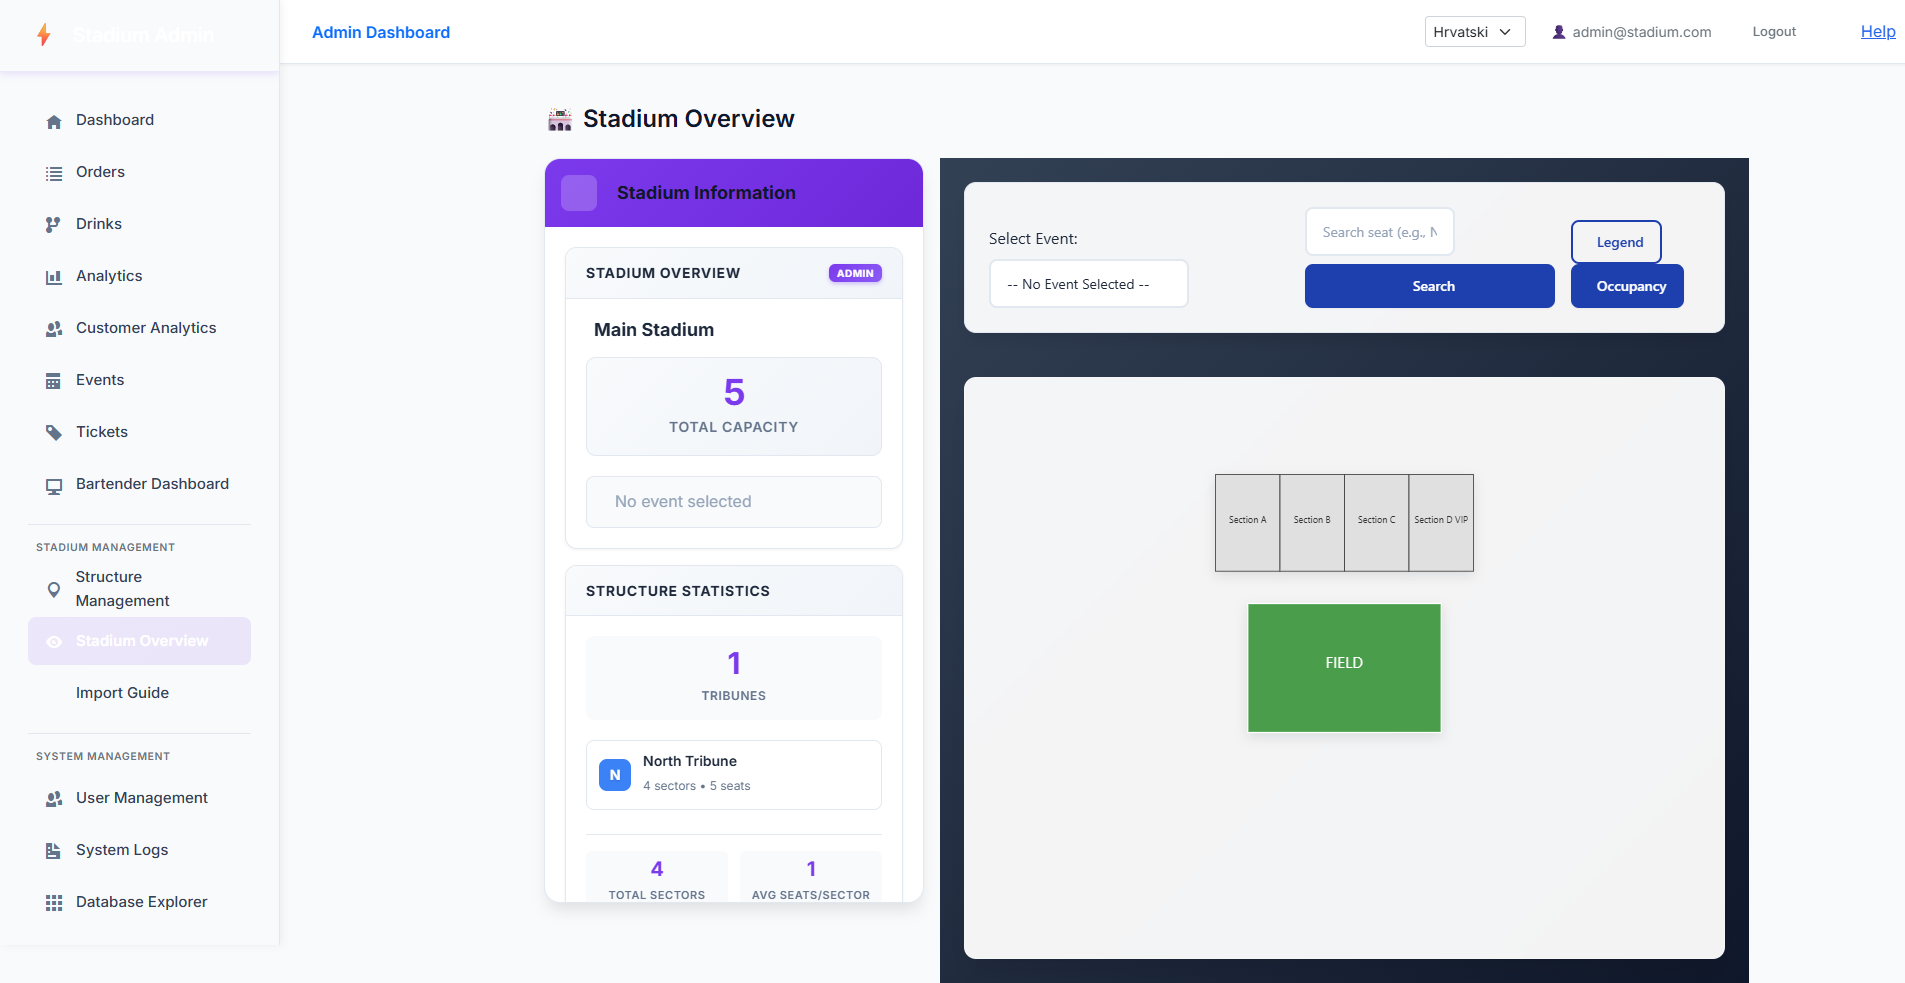 Stadium Admin
Admin Dashboard
Hrvatski
admin@stadium.com
Logout
Help
Dashboard
Orders
Drinks
Analytics
Customer Analytics
Events
Tickets
Bartender Dashboard
STADIUM MANAGEMENT
Structure
Management
Stadium Overview
Import Guide
SYSTEM MANAGEMENT
User Management
System Logs
Database Explorer
Stadium Overview
Stadium Information
STADIUM OVERVIEW
ADMIN
Main Stadium
5
TOTAL CAPACITY
No event selected
STRUCTURE STATISTICS
1
TRIBUNES
N
North Tribune
4 sectors • 5 seats
4
TOTAL SECTORS
1
AVG SEATS/SECTOR
Select Event:
-- No Event Selected --
Search seat (e.g., N
Search
Legend
Occupancy
Section A
Section B
Section C
Section D VIP
FIELD